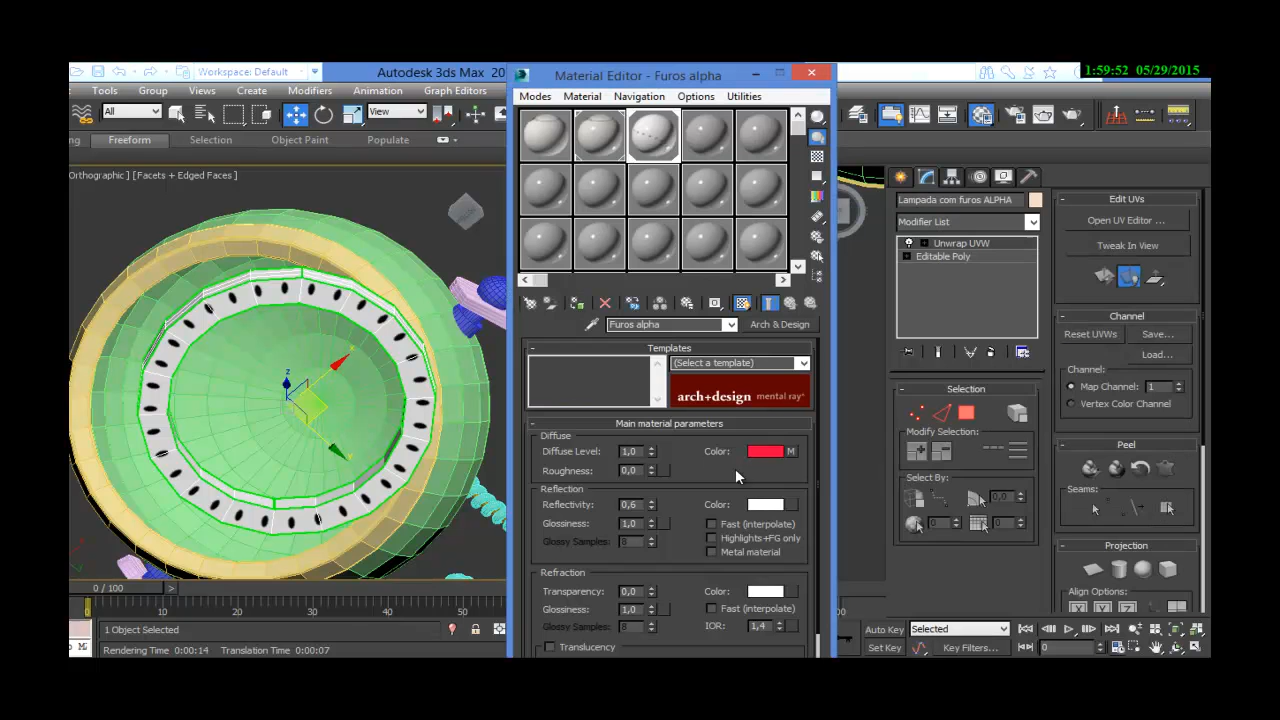 Workspace: Default
Autodesk 3ds Max 20
Material Editor - Furos alpha
1:59:52 05/29/2015
Tools Group Views Create Modifiers Animation Graph Editors
Modes Material Navigation Options Utilities
All
View
ng Freeform Selection Object Paint Populate
Orthographic ] [Facets + Edged Faces ]
Furos alpha
Arch & Design
Templates
(Select a template)
arch+design mental ray
Main material parameters
Diffuse
Diffuse Level: 1,0 Color: M
Roughness: 0,0
Reflection
Reflectivity: 0,6 Color:
Glossiness: 1,0 Fast (interpolate)
Glossy Samples: 8 Highlights+FG only
Metal material
Refraction
Transparency: 0,0 Color:
Glossiness: 1,0 Fast (interpolate)
Glossy Samples: 8 IOR: 1,4
Translucency
Lampada com furos ALPHA
Modifier List
Unwrap UVW
Editable Poly
Selection
Modify Selection:
Select By:
0,0
0 0
Edit UVs
Open UV Editor ...
Tweak In View
Channel
Reset UVWs Save...
Load...
Channel:
Map Channel: 1
Vertex Color Channel
Peel
Seams:
Projection
Align Options:
X Y Z
0 / 100
0 10 20 30 40 50
00
1 Object Selected
Rendering Time 0:00:14 Translation Time 0:00:07
Auto Key Selected
Set Key Key Filters... 0